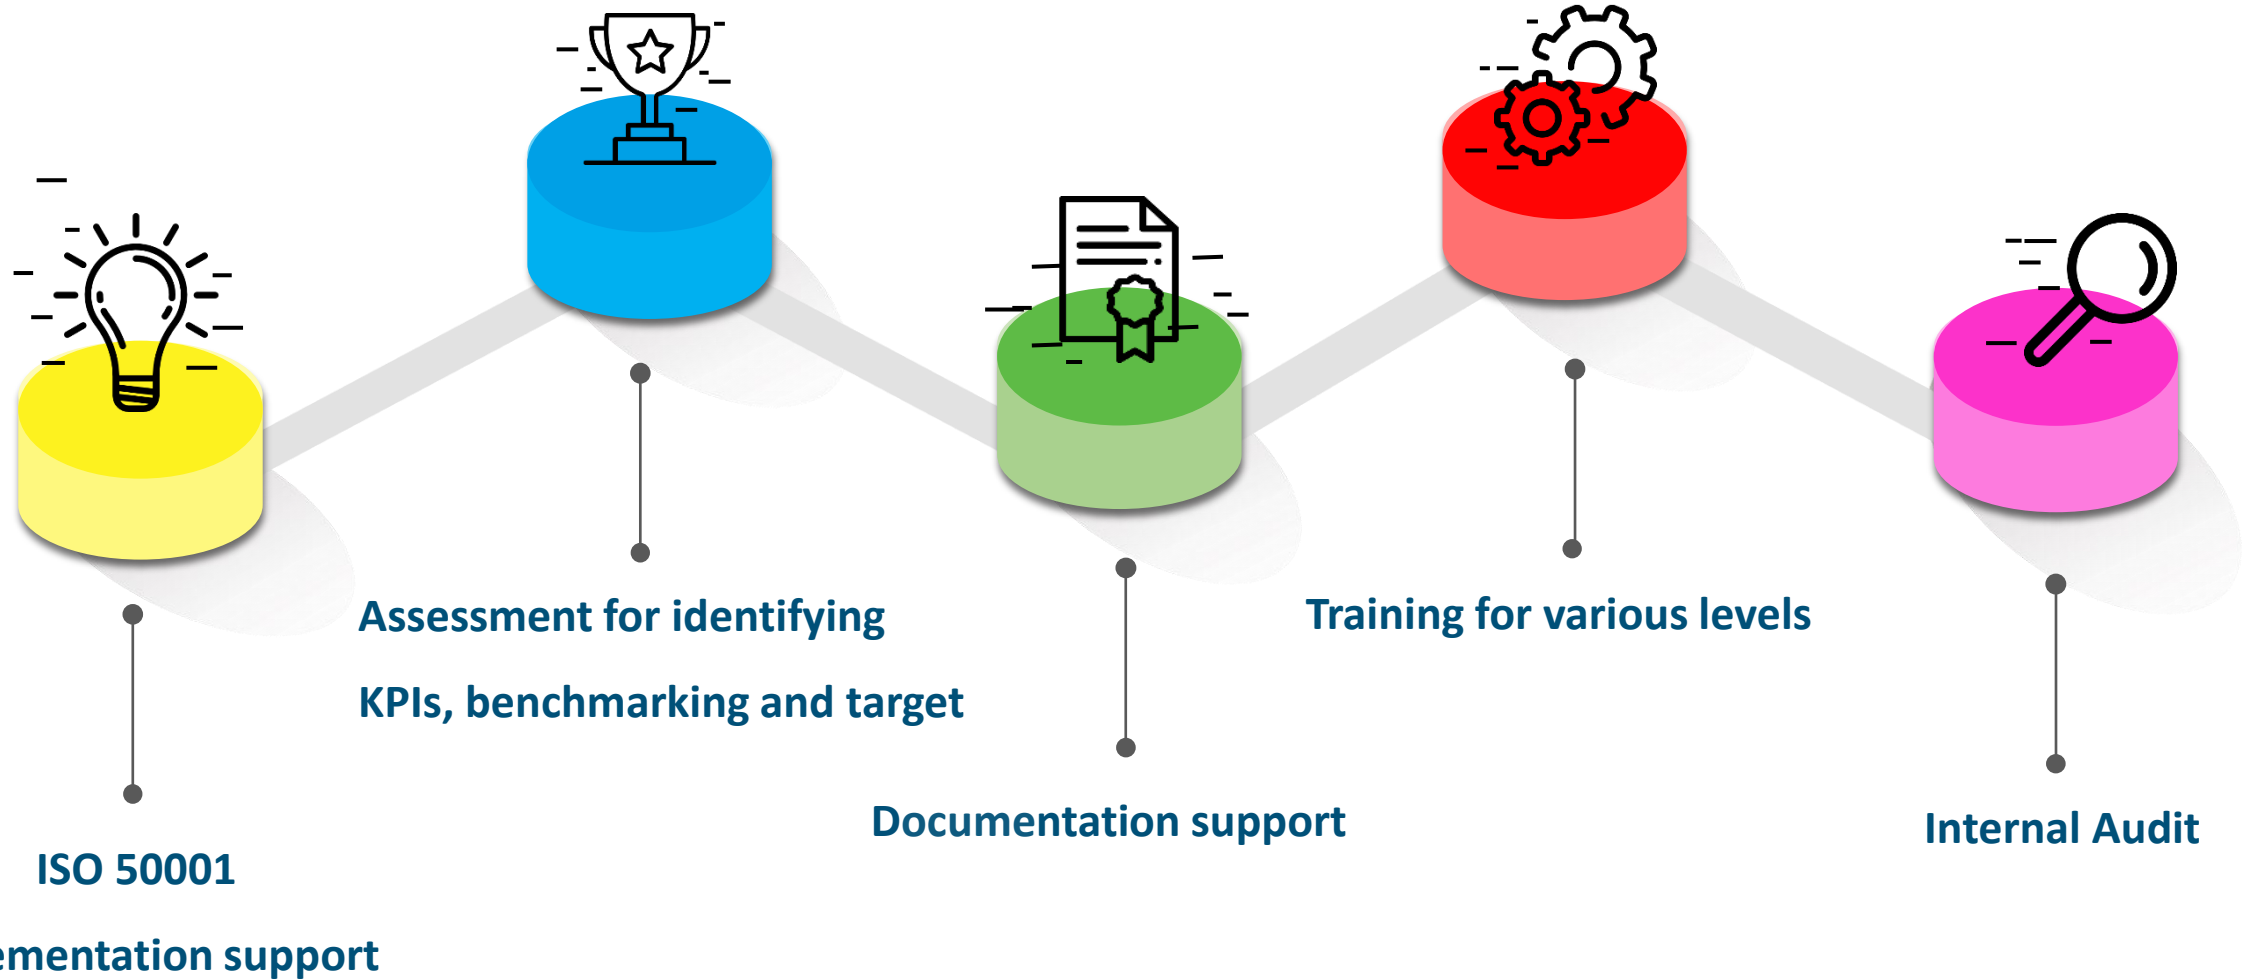 ISO 50001
ementation support
Assessment for identifying
KPIs, benchmarking and target
Documentation support
Training for various levels
Internal Audit